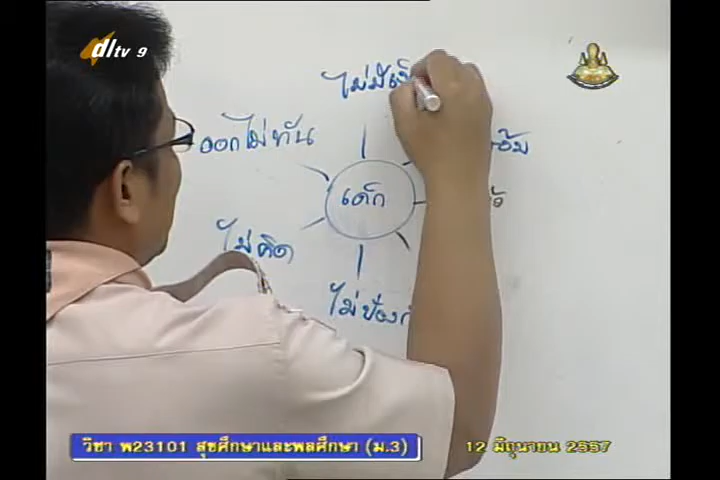 dltv 9
ไม่มี
ออกไม่ทัน
เด็ก
ไม่คิด
ไม่ป้อง
วิชา พ23101 สุขศึกษาและพลศึกษา (ม.3)
12 มิถุนายน 2557